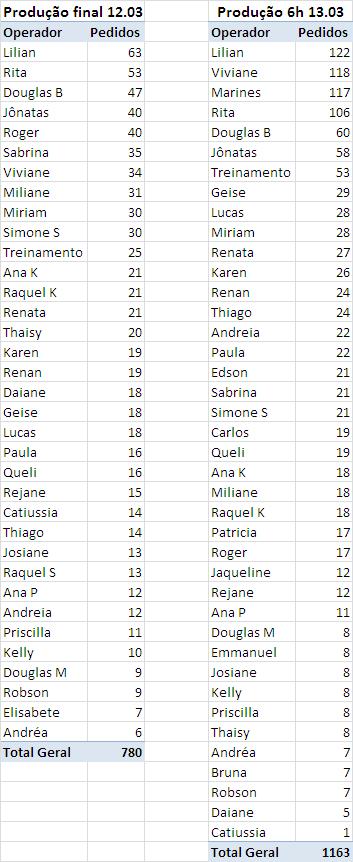 Produção final 12.03
Operador Pedidos
Lilian 63
Rita 53
Douglas B 47
Jônatas 40
Roger 40
Sabrina 35
Viviane 34
Miliane 31
Miriam 30
Simone S 30
Treinamento 25
Ana K 21
Raquel K 21
Renata 21
Thaisy 20
Karen 19
Renan 19
Daiane 18
Geise 18
Lucas 18
Paula 16
Queli 16
Rejane 15
Catiussia 14
Thiago 14
Josiane 13
Raquel S 13
Ana P 12
Andreia 12
Priscilla 11
Kelly 10
Douglas M 9
Robson 9
Elisabete 7
Andréa 6
Total Geral 780
Produção 6h 13.03
Operador Pedidos
Lilian 122
Viviane 118
Marines 117
Rita 106
Douglas B 60
Jônatas 58
Treinamento 53
Geise 29
Lucas 28
Miriam 28
Renata 27
Karen 26
Renan 24
Thiago 24
Andreia 22
Paula 22
Edson 21
Sabrina 21
Simone S 21
Carlos 19
Queli 19
Ana K 18
Miliane 18
Raquel K 18
Patricia 17
Roger 17
Jaqueline 12
Rejane 12
Ana P 11
Douglas M 8
Emmanuel 8
Josiane 8
Kelly 8
Priscilla 8
Thaisy 8
Andréa 7
Bruna 7
Robson 7
Daiane 5
Catiussia 1
Total Geral 1163